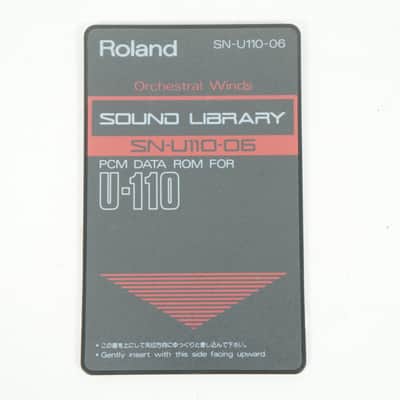 Roland SN-U110-06
Orchestral Winds
SOUND LIBRARY
SN-U110-06
PCM DATA ROM FOR
U-110
• この面を上にして矢印方向にゆっくりと差し込んで下さい。
• Gently insert with this side facing upward.